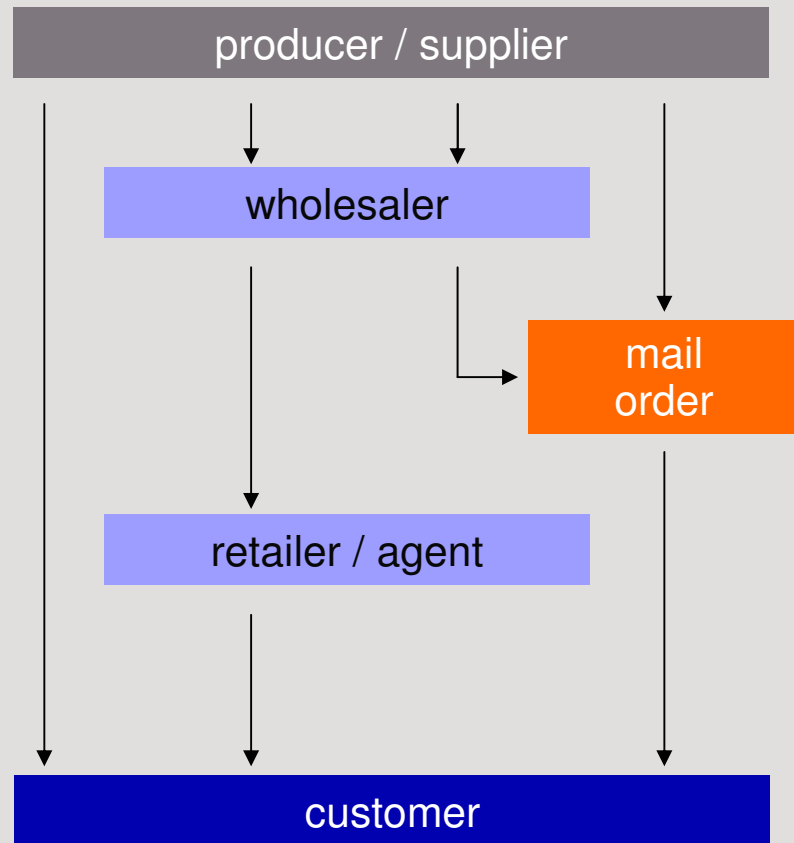 producer / supplier
wholesaler
mail
order
retailer / agent
customer